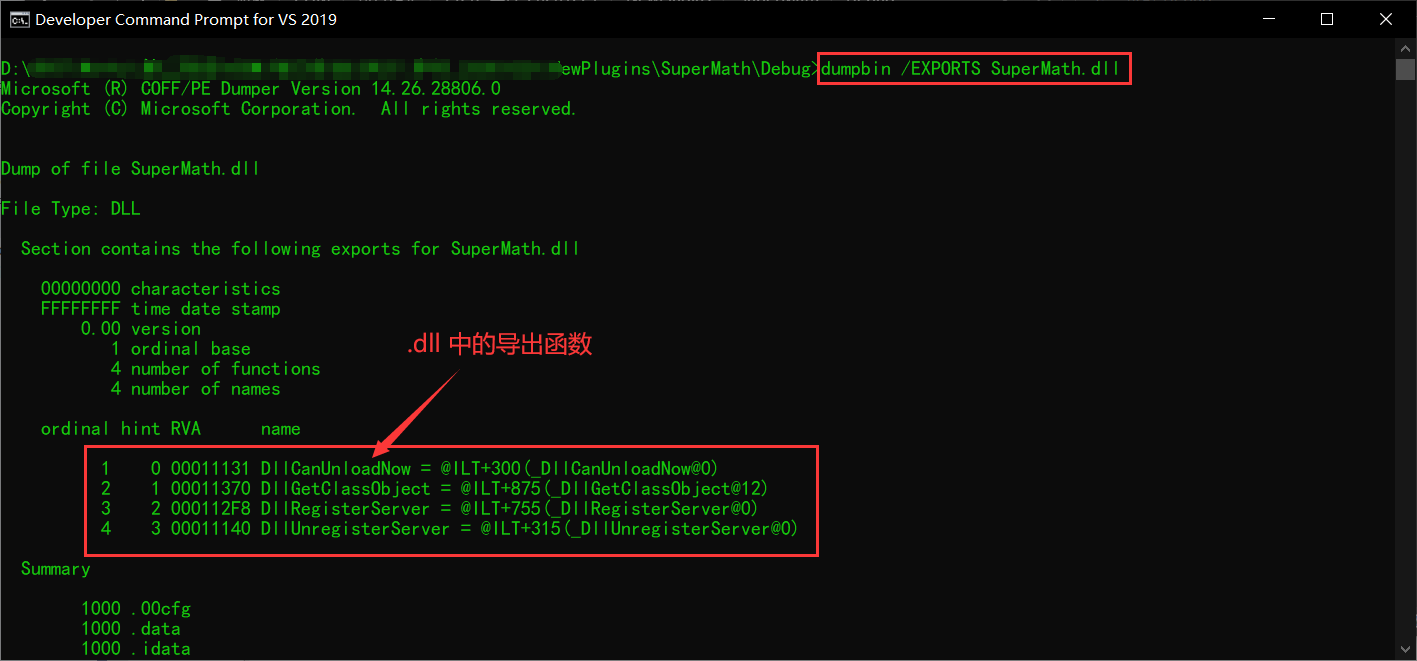 Developer Command Prompt for VS 2019
D:\ewPlugins\SuperMath\Debug>dumpbin /EXPORTS SuperMath.dll
Microsoft (R) COFF/PE Dumper Version 14.26.28806.0
Copyright (C) Microsoft Corporation.  All rights reserved.
Dump of file SuperMath.dll
File Type: DLL
Section contains the following exports for SuperMath.dll
00000000 characteristics
FFFFFFFF time date stamp
0.00 version
1 ordinal base
4 number of functions
4 number of names
.dll 中的导出函数
ordinal hint RVA      name
1    0 00011131 DllCanUnloadNow = @ILT+300(_DllCanUnloadNow@0)
2    1 00011370 DllGetClassObject = @ILT+875(_DllGetClassObject@12)
3    2 000112F8 DllRegisterServer = @ILT+755(_DllRegisterServer@0)
4    3 00011140 DllUnregisterServer = @ILT+315(_DllUnregisterServer@0)
Summary
1000 .00cfg
1000 .data
1000 .idata